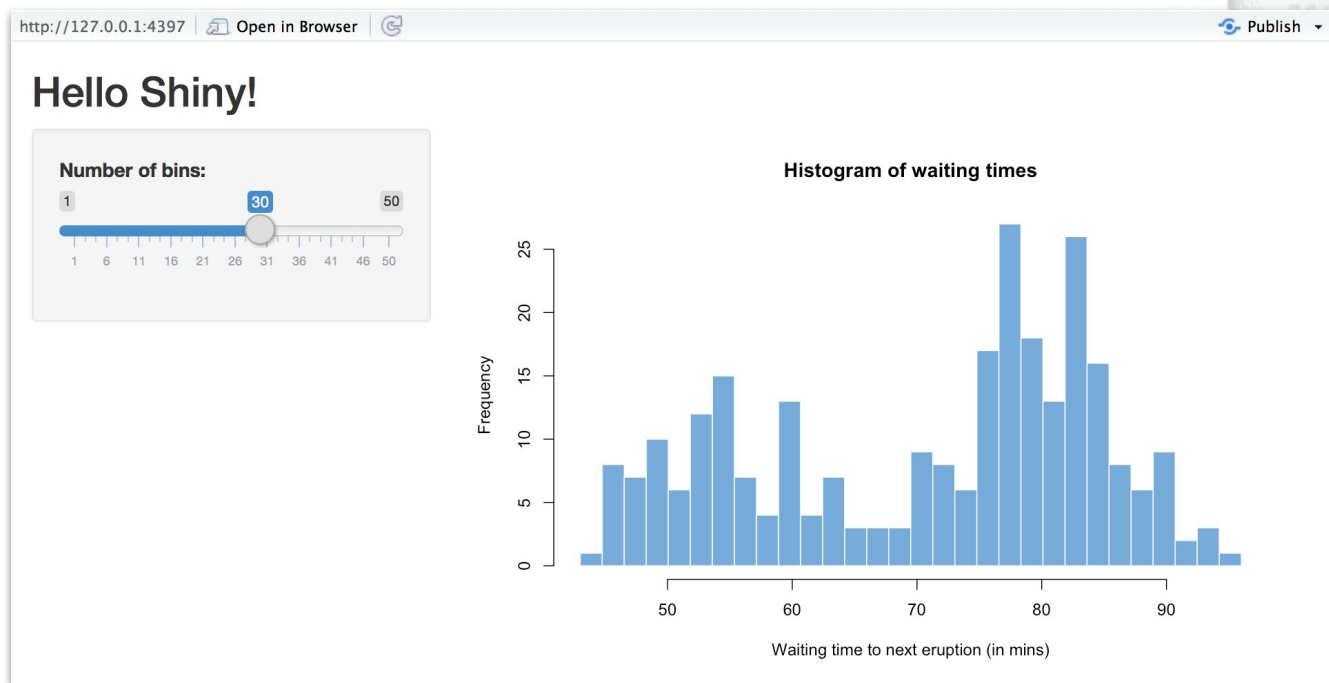 http://127.0.0.1:4397 Open in Browser Publish
Hello Shiny!
Number of bins:
1 30 50
1 6 11 16 21 26 31 36 41 46 50
Histogram of waiting times
Frequency
25
20
15
10
5
0
50 60 70 80 90
Waiting time to next eruption (in mins)